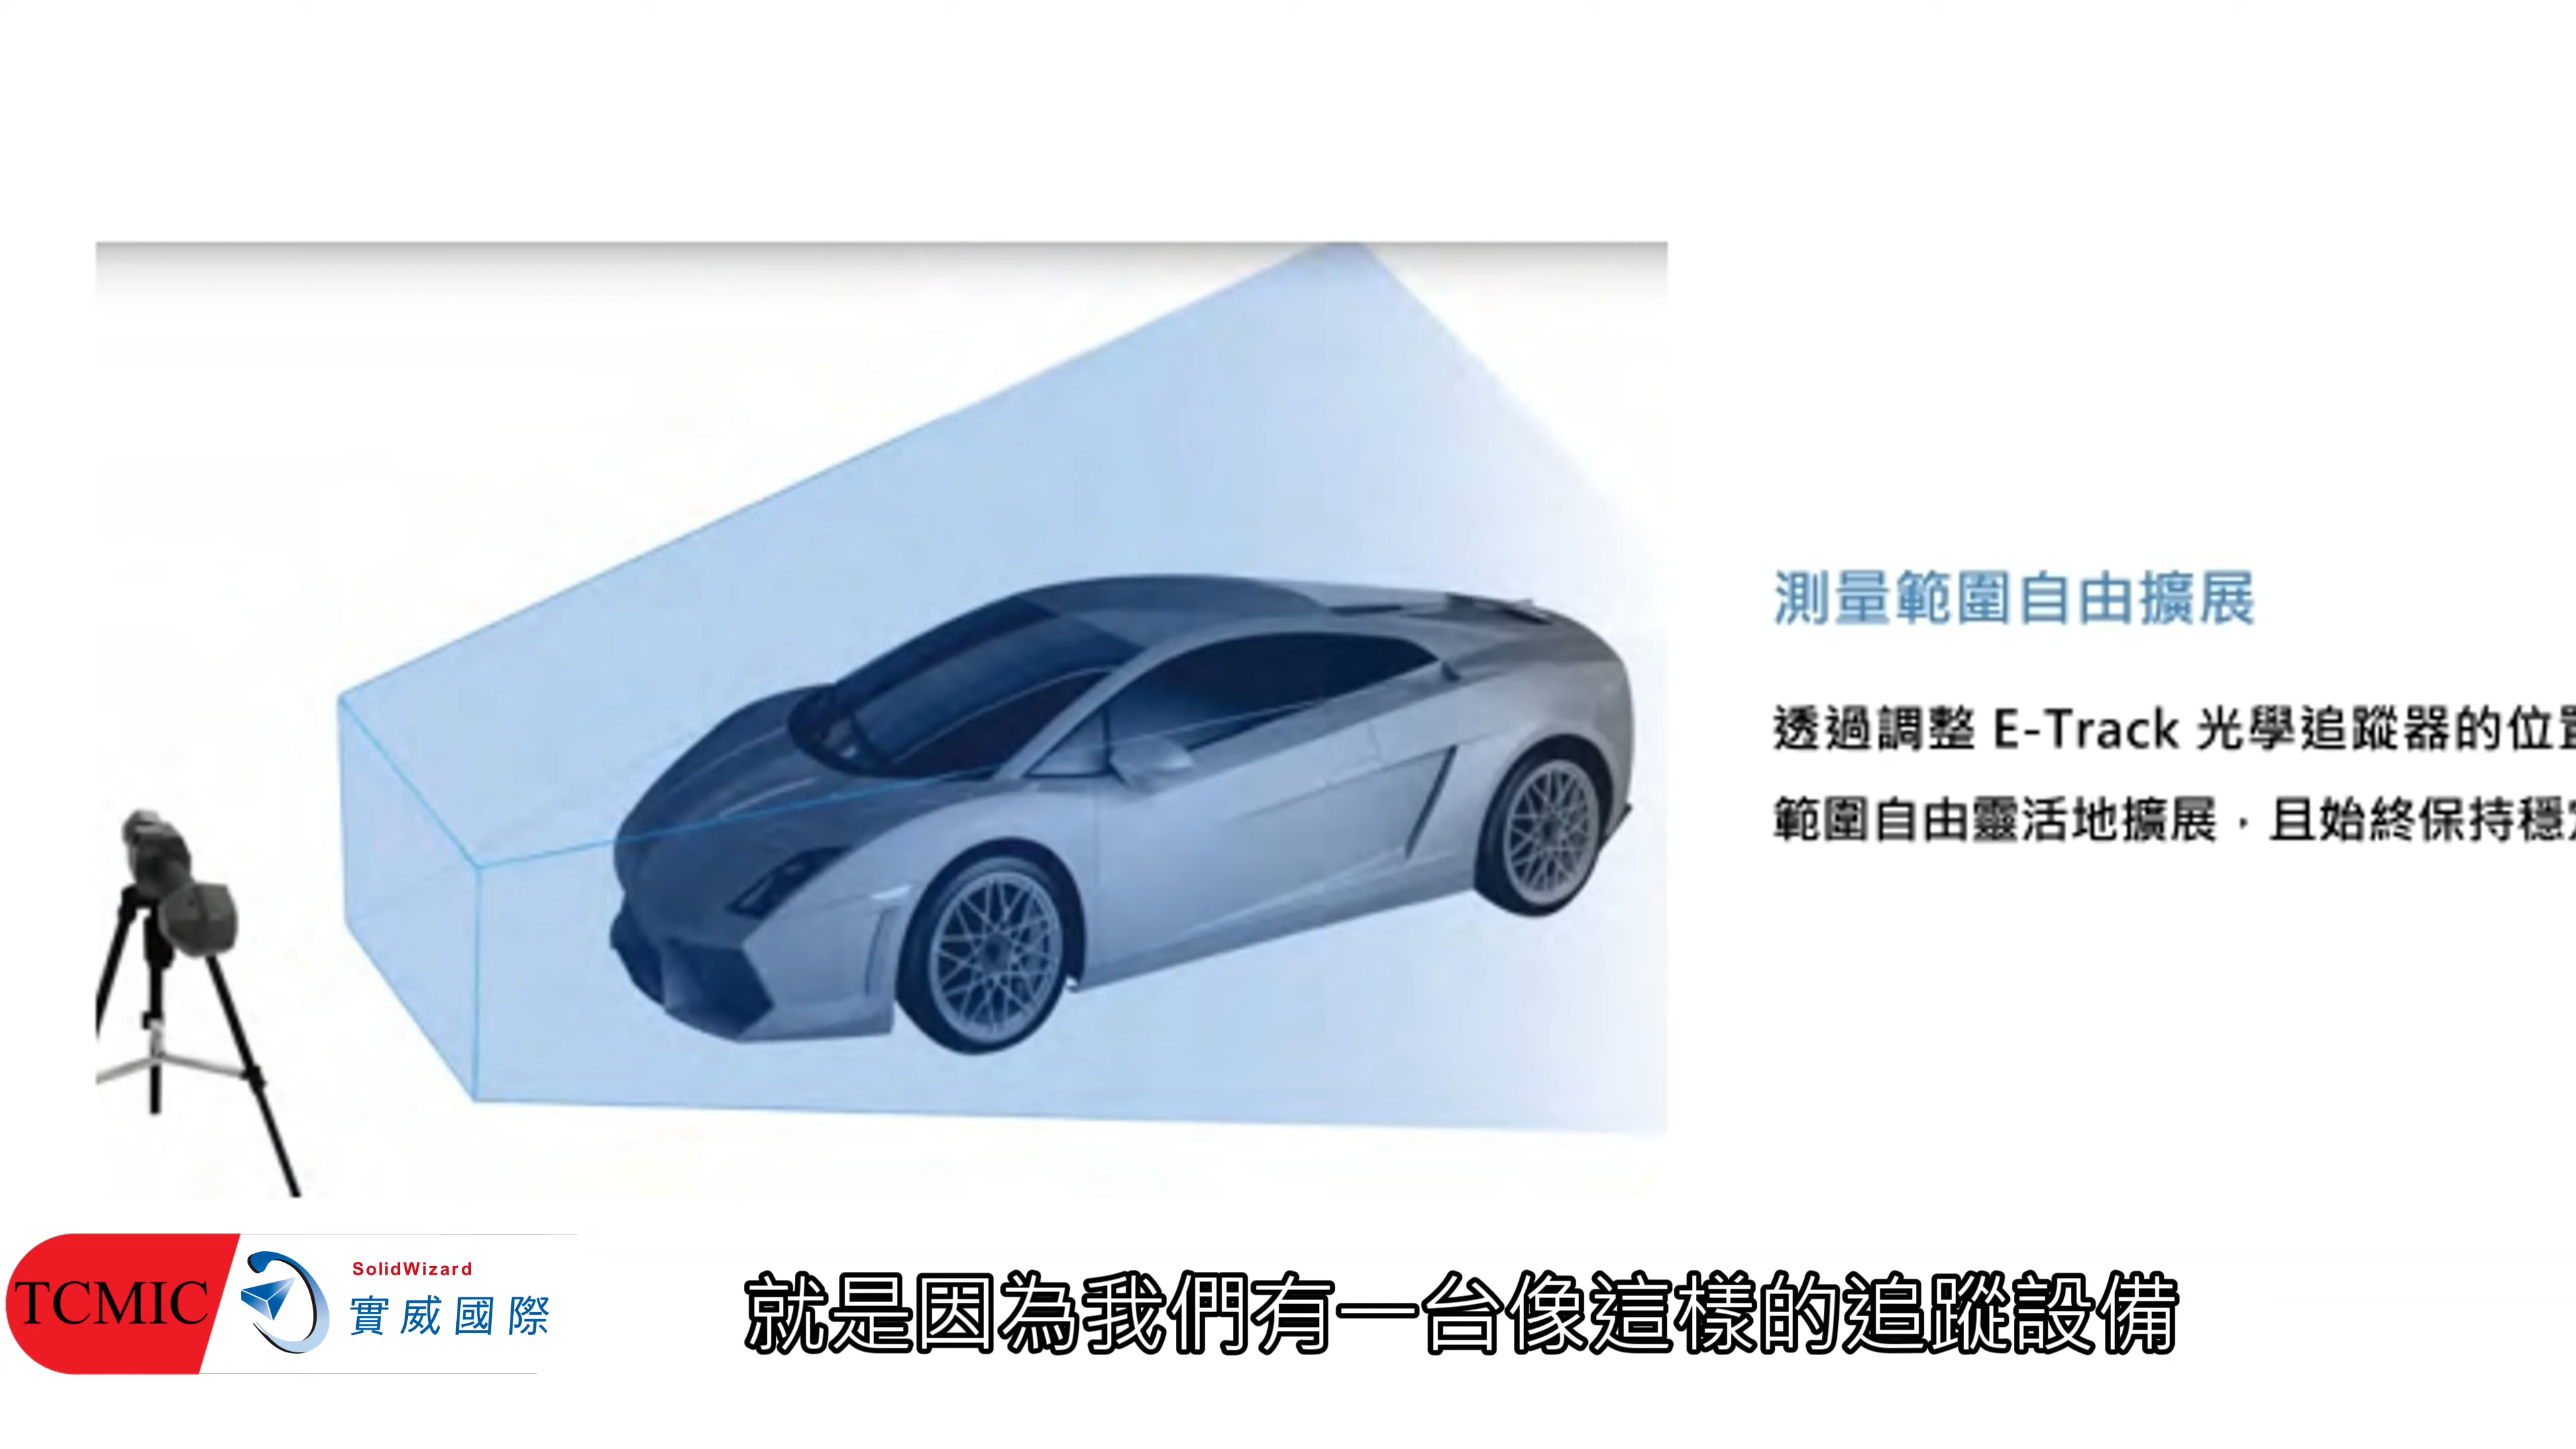 測量範圍自由擴展
透過調整 E-Track 光學追蹤器的位置
範圍自由靈活地擴展，且始終保持穩
TCMIC
SolidWizard
實威國際
就是因為我們有一台像這樣的追蹤設備